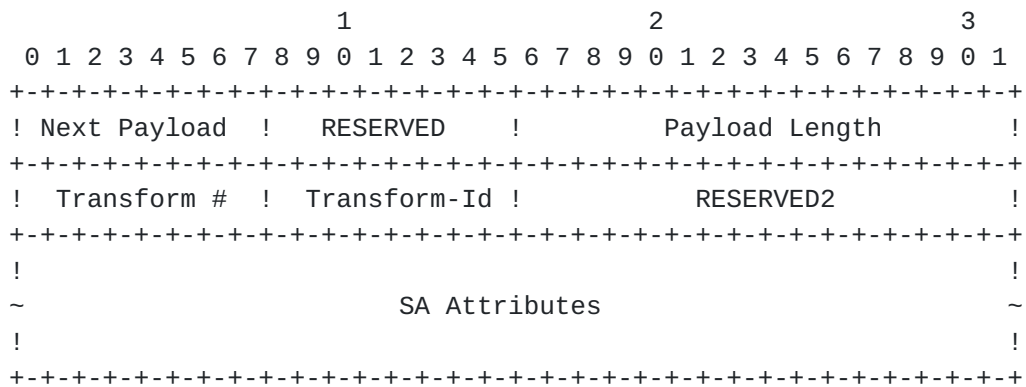 1                   2                   3
 0 1 2 3 4 5 6 7 8 9 0 1 2 3 4 5 6 7 8 9 0 1 2 3 4 5 6 7 8 9 0 1
+-+-+-+-+-+-+-+-+-+-+-+-+-+-+-+-+-+-+-+-+-+-+-+-+-+-+-+-+-+-+-+-+
! Next Payload  !   RESERVED    !         Payload Length        !
+-+-+-+-+-+-+-+-+-+-+-+-+-+-+-+-+-+-+-+-+-+-+-+-+-+-+-+-+-+-+-+-+
!  Transform #  !  Transform-Id !           RESERVED2           !
+-+-+-+-+-+-+-+-+-+-+-+-+-+-+-+-+-+-+-+-+-+-+-+-+-+-+-+-+-+-+-+-+
!                                                               !
~                        SA Attributes                          ~
!                                                               !
+-+-+-+-+-+-+-+-+-+-+-+-+-+-+-+-+-+-+-+-+-+-+-+-+-+-+-+-+-+-+-+-+